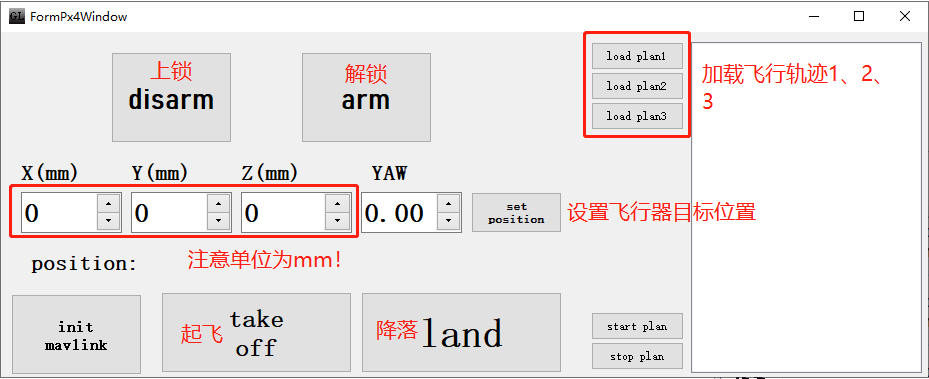 FormPx4Window
上锁
disarm
解锁
arm
load plan1
load plan2
load plan3
加载飞行轨迹1、2、
3
X(mm) Y(mm) Z(mm) YAW
0 0 0 0.00
set
position
设置飞行器目标位置
position:
注意单位为mm!
init
mavlink
起飞
take
off
降落
land
start plan
stop plan